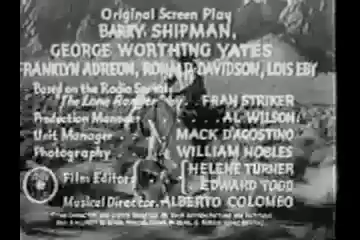 Original Screen Play
BARRY SHIPMAN,
GEORGE WORTHING YATES
FRANKLYN ADREON, RONALD DAVIDSON, LOIS EBY
Based on the Radio Serial
The Lone Ranger by FRAN STRIKER
Production Manager AL WILSON
Unit Manager MACK D'AGOSTINO
Photography WILLIAM NOBLES
Film Editors HELENE TURNER
EDWARD TODD
Musical Director. ALBERTO COLOMBO